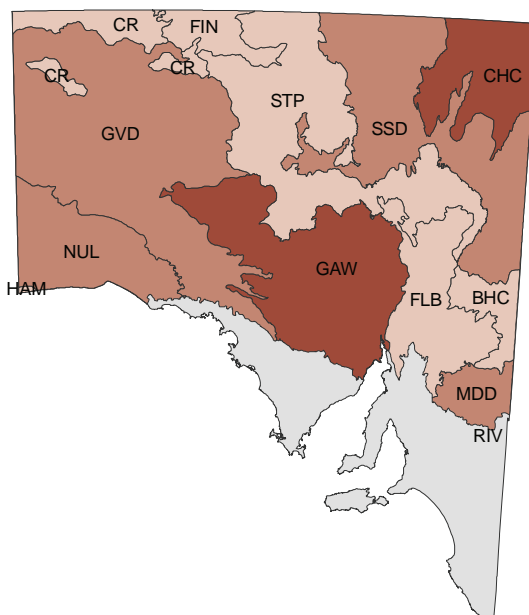 CR
FIN
CR
CR
CHC
STP
SSD
GVD
NUL
GAW
HAM
FLB
BHC
MDD
RIV